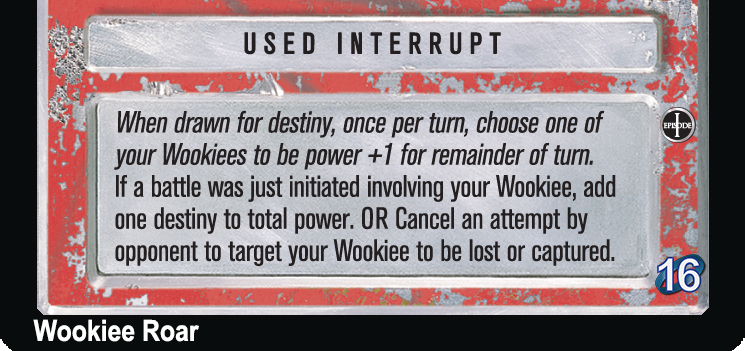 USED INTERRUPT
When drawn for destiny, once per turn, choose one of
your Wookiees to be power +1 for remainder of turn.
If a battle was just initiated involving your Wookiee, add
one destiny to total power. OR Cancel an attempt by
opponent to target your Wookiee to be lost or captured.
EPISODE
I
16
Wookiee Roar